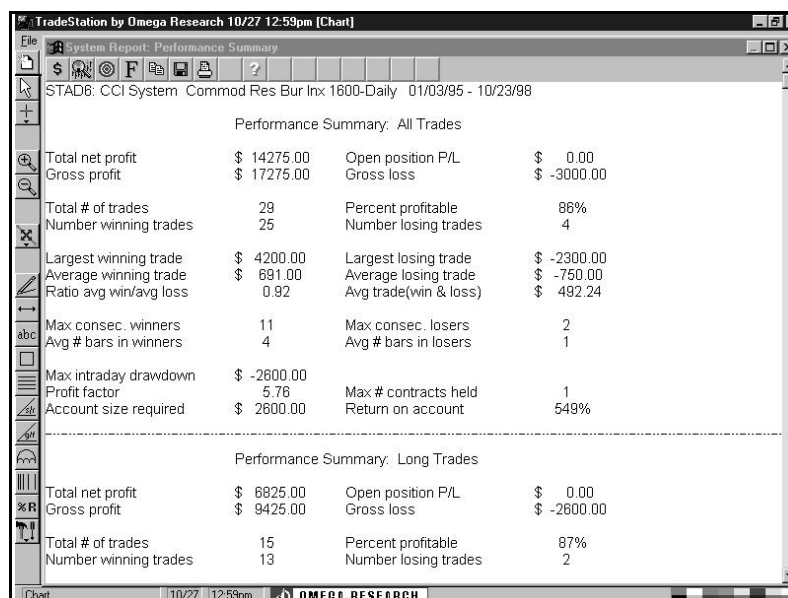 TradeStation by Omega Research 10/27 12:59pm [Chart]
File
System Report: Performance Summary
$ F ?
STAD6: CCI System Commod Res Bur Inx 1600-Daily 01/03/95 - 10/23/98
Performance Summary: All Trades
Total net profit $ 14275.00 Open position P/L $ 0.00
Gross profit $ 17275.00 Gross loss $ -3000.00
Total # of trades 29 Percent profitable 86%
Number winning trades 25 Number losing trades 4
Largest winning trade $ 4200.00 Largest losing trade $ -2300.00
Average winning trade $ 691.00 Average losing trade $ -750.00
Ratio avg win/avg loss 0.92 Avg trade(win & loss) $ 492.24
abc
Max consec. winners 11 Max consec. losers 2
Avg # bars in winners 4 Avg # bars in losers 1
Max intraday drawdown $ -2600.00
Profit factor 5.76 Max # contracts held 1
Account size required $ 2600.00 Return on account 549%
Performance Summary: Long Trades
Total net profit $ 6825.00 Open position P/L $ 0.00
Gross profit $ 9425.00 Gross loss $ -2600.00
%R
Total # of trades 15 Percent profitable 87%
Number winning trades 13 Number losing trades 2
Chart 10/27 12:59pm OMEGA RESEARCH